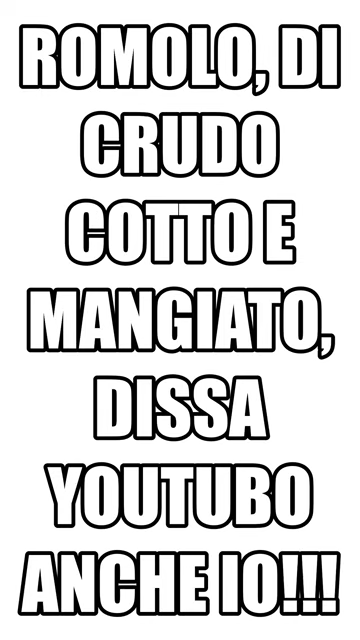 ROMOLO, DI
CRUDO
COTTO E
MANGIATO,
DISSA
YOUTUBO
ANCHE IO!!!